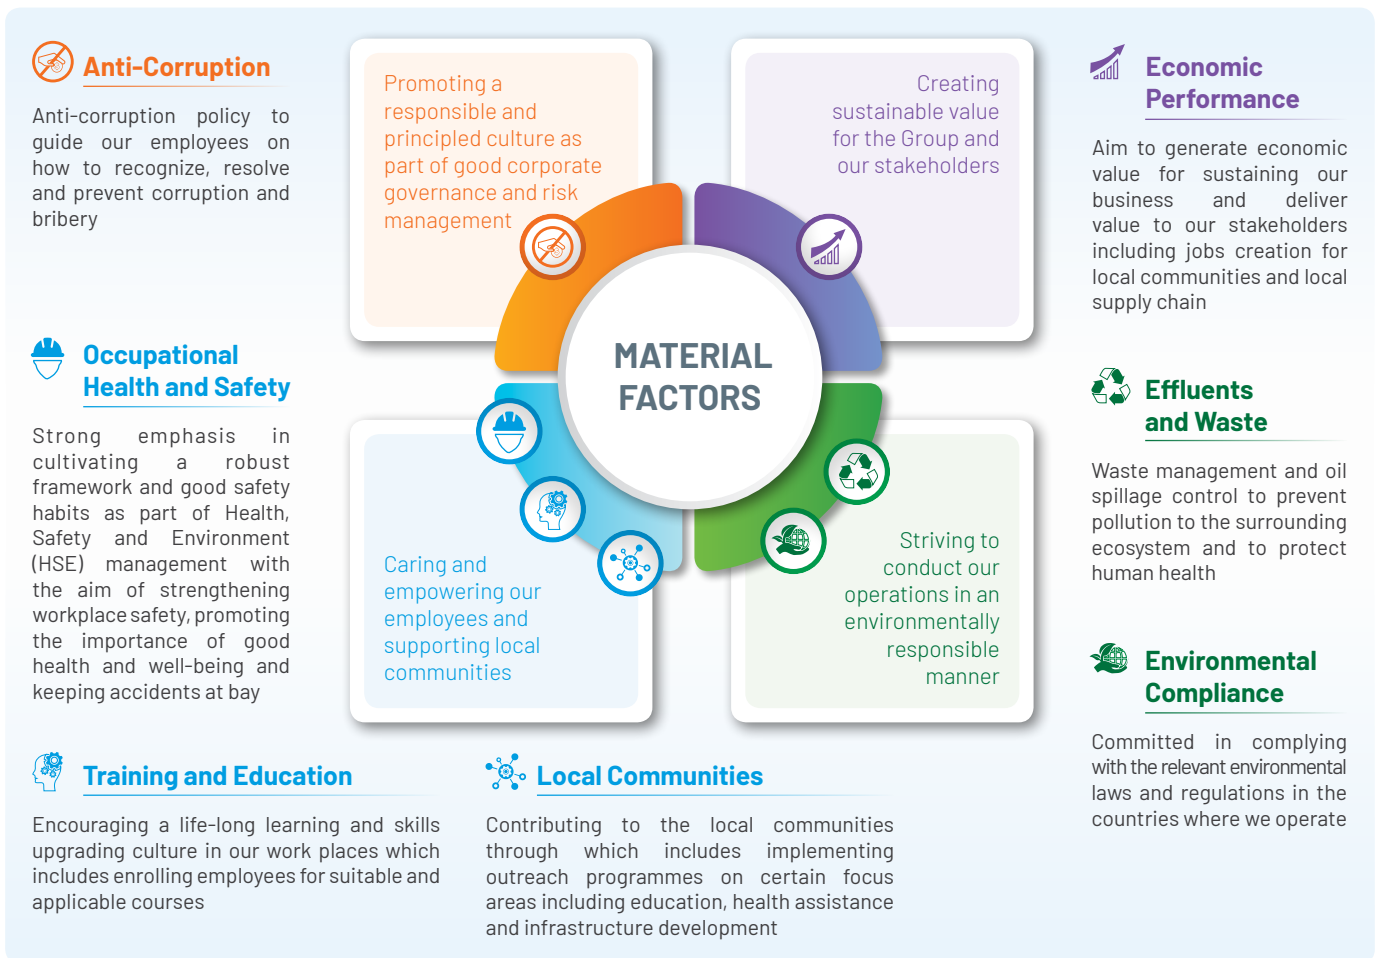 Anti-Corruption
Anti-corruption policy to
guide our employees on
how to recognize, resolve
and prevent corruption and
bribery
Promoting a
responsible and
principled culture as
part of good corporate
governance and risk
management
Creating
sustainable value
for the Group and
our stakeholders
Economic
Performance
Aim to generate economic
value for sustaining our
business and deliver
value to our stakeholders
including jobs creation for
local communities and local
supply chain
MATERIAL
FACTORS
Occupational
Health and Safety
Strong emphasis in
cultivating a robust
framework and good safety
habits as part of Health,
Safety and Environment
(HSE) management with
the aim of strengthening
workplace safety, promoting
the importance of good
health and well-being and
keeping accidents at bay
Caring and
empowering our
employees and
supporting local
communities
Striving to
conduct our
operations in an
environmentally
responsible
manner
Effluents
and Waste
Waste management and oil
spillage control to prevent
pollution to the surrounding
ecosystem and to protect
human health
Environmental
Compliance
Committed in complying
with the relevant environmental
laws and regulations in the
countries where we operate
Training and Education
Encouraging a life-long learning and skills
upgrading culture in our work places which
includes enrolling employees for suitable and
applicable courses
Local Communities
Contributing to the local communities
through which includes implementing
outreach programmes on certain focus
areas including education, health assistance
and infrastructure development